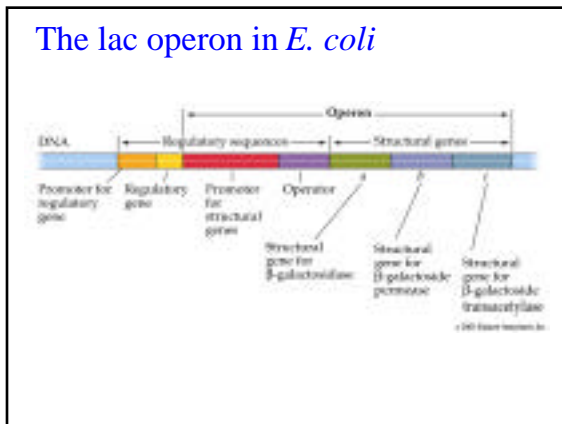 The lac operon in E. coli
Operon
DNA
Regulatory sequences
Structural genes
Promoter for
regulatory
gene
Regulatory
gene
Promoter
for
structural
genes
Operator
Structural
gene for
β-galactosidase
Structural
gene for
β-galactoside
permease
Structural
gene for
β-galactoside
transacetylase